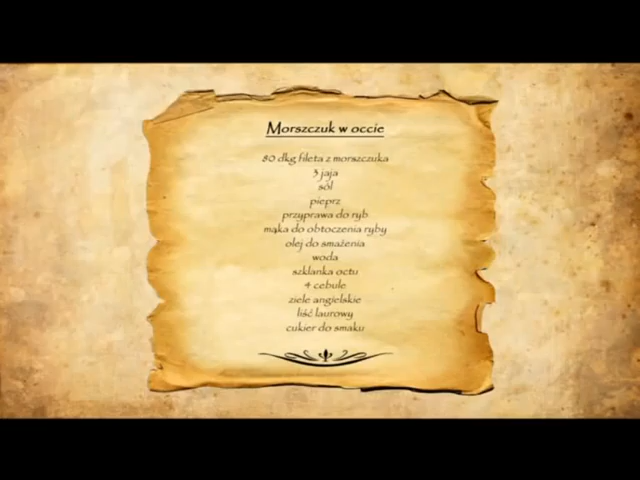 Morszczuk w occie
80 dkg fileta z morszczuka
3 jaja
sól
pieprz
przyprawa do ryb
mąka do obtoczenia ryby
olej do smażenia
woda
szklanka octu
4 cebule
ziele angielskie
liść laurowy
cukier do smaku